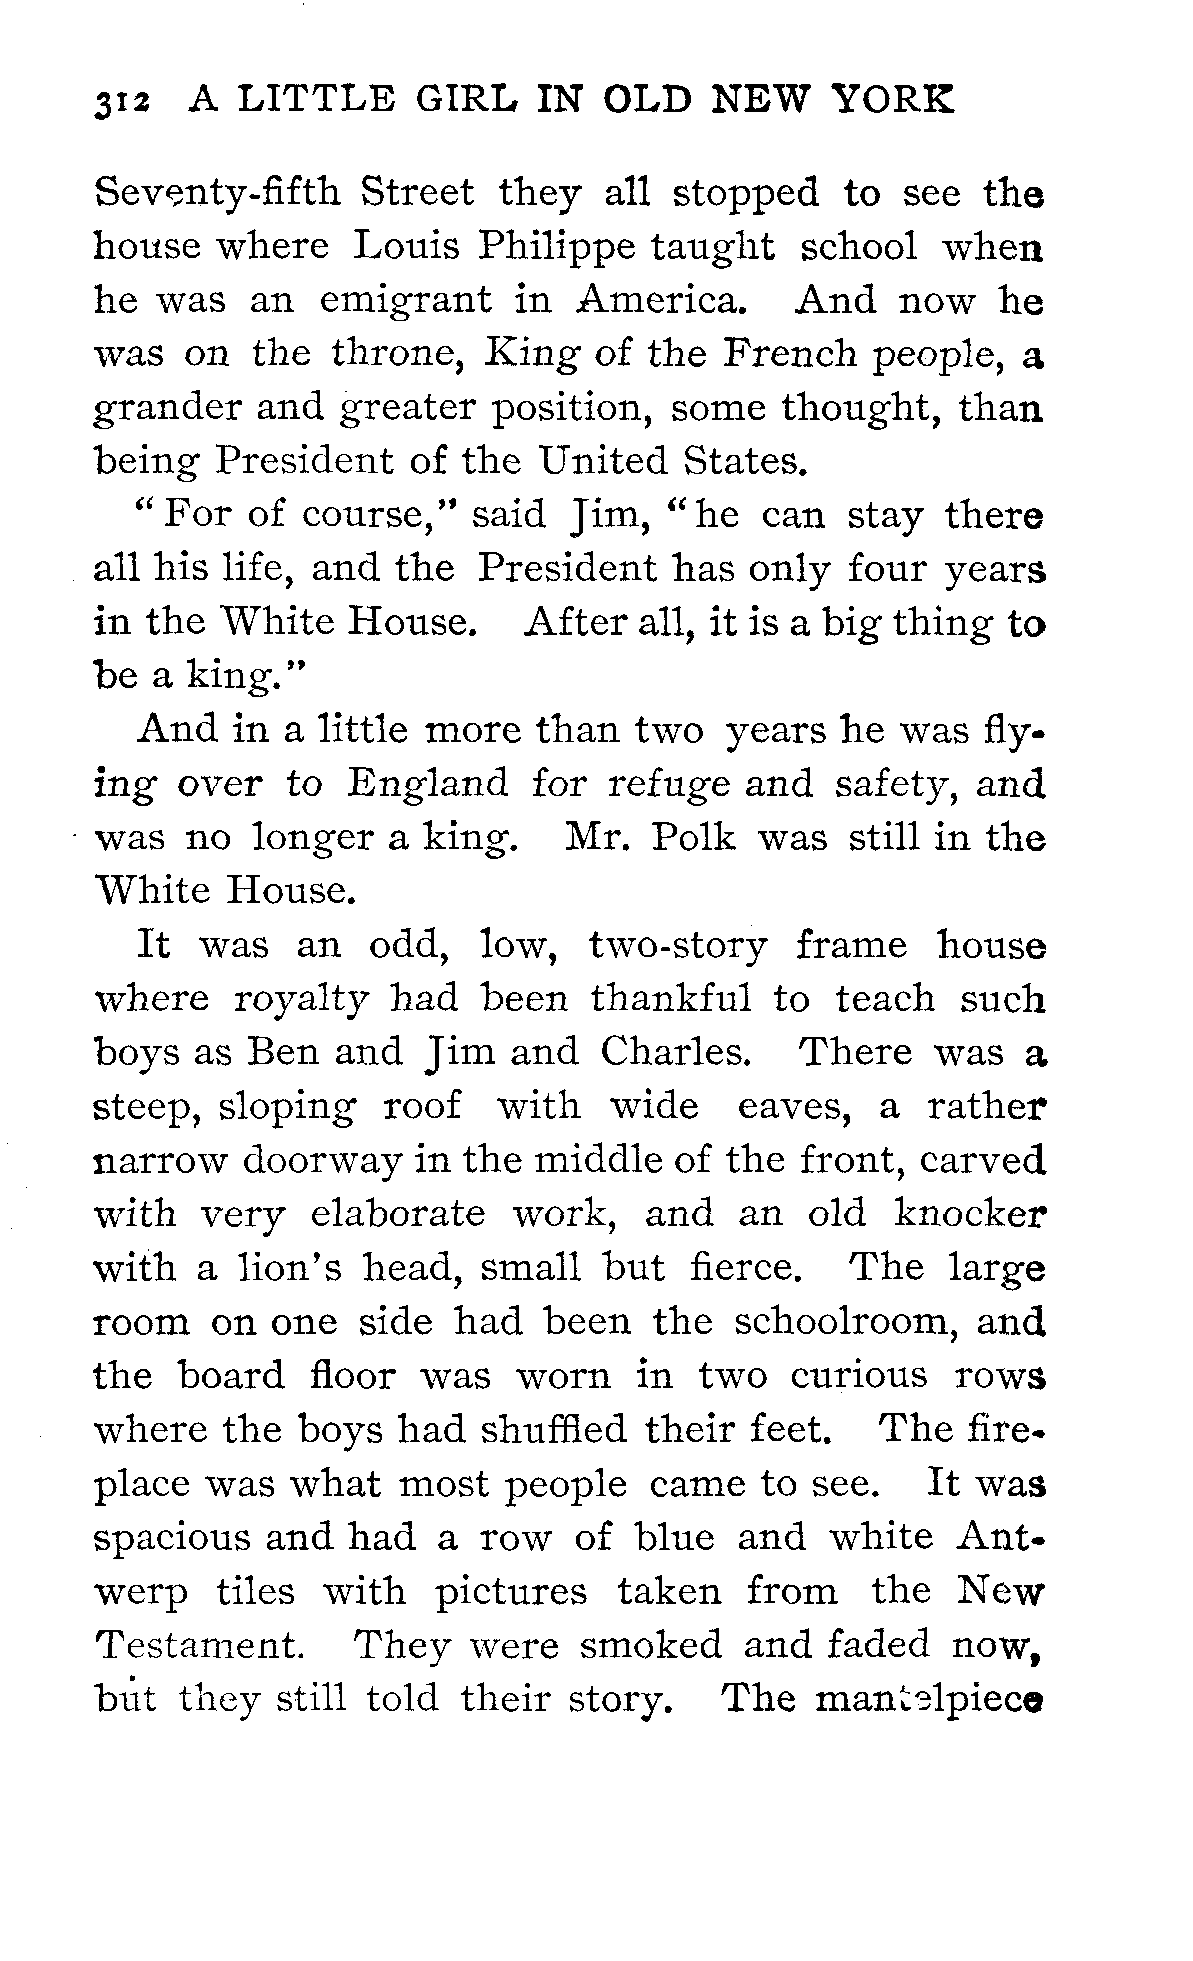 312 A LITTLE GIRL IN OLD NEW YORK
Seventy-fifth Street they all stopped to see the
house where Louis Philippe taught school when
he was an emigrant in America. And now he
was on the throne, King of the French people, a
grander and greater position, some thought, than
being President of the United States.
"For of course," said Jim, "he can stay there
all his life, and the President has only four years
in the White House. After all, it is a big thing to
be a king."
And in a little more than two years he was fly-
ing over to England for refuge and safety, and
was no longer a king. Mr. Polk was still in the
White House.
It was an odd, low, two-story frame house
where royalty had been thankful to teach such
boys as Ben and Jim and Charles. There was a
steep, sloping roof with wide eaves, a rather
narrow doorway in the middle of the front, carved
with very elaborate work, and an old knocker
with a lion's head, small but fierce. The large
room on one side had been the schoolroom, and
the board floor was worn in two curious rows
where the boys had shuffled their feet. The fire-
place was what most people came to see. It was
spacious and had a row of blue and white Ant-
werp tiles with pictures taken from the New
Testament. They were smoked and faded now,
but they still told their story. The mantelpiece